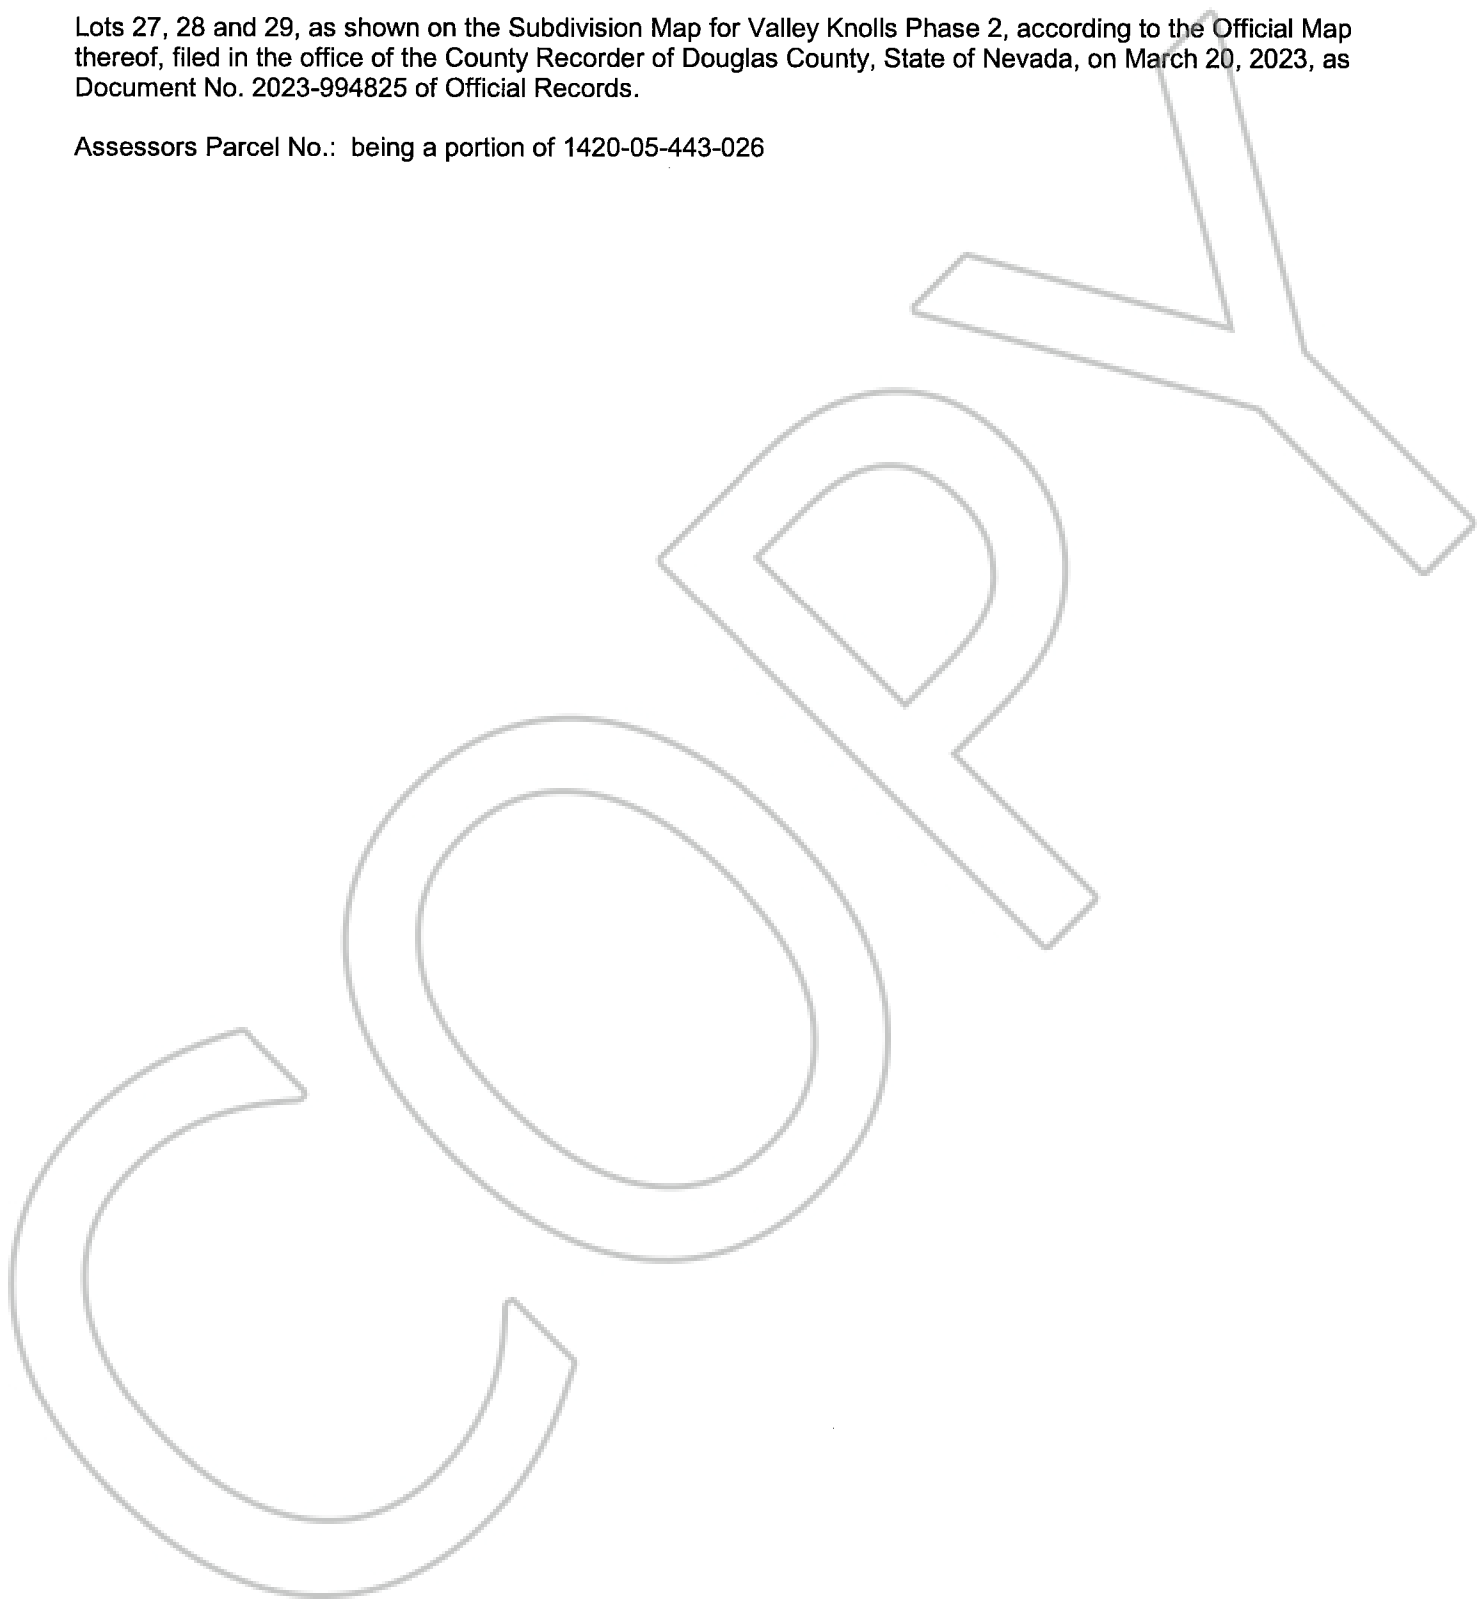 Lots 27, 28 and 29, as shown on the Subdivision Map for Valley Knolls Phase 2, according to the Official Map
thereof, filed in the office of the County Recorder of Douglas County, State of Nevada, on March 20, 2023, as
Document No. 2023-994825 of Official Records.
Assessors Parcel No.:  being a portion of 1420-05-443-026
COPY